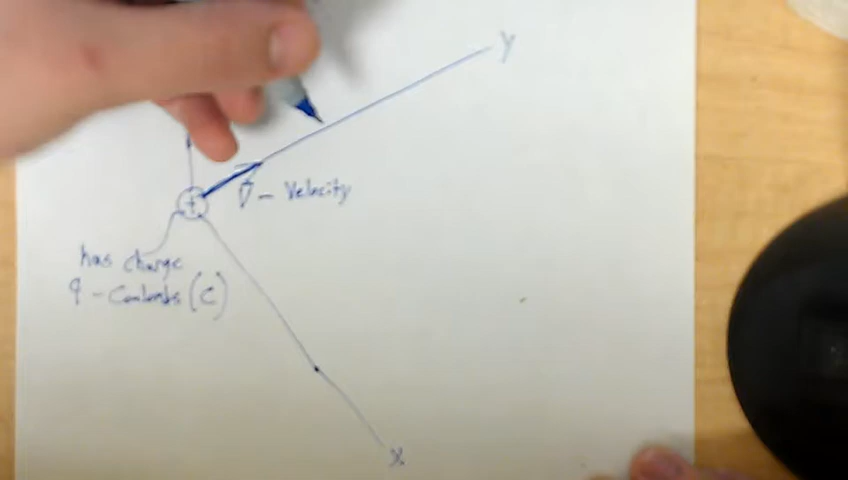 Y
+
V - Velocity
has charge
q - Coulombs (C)
X